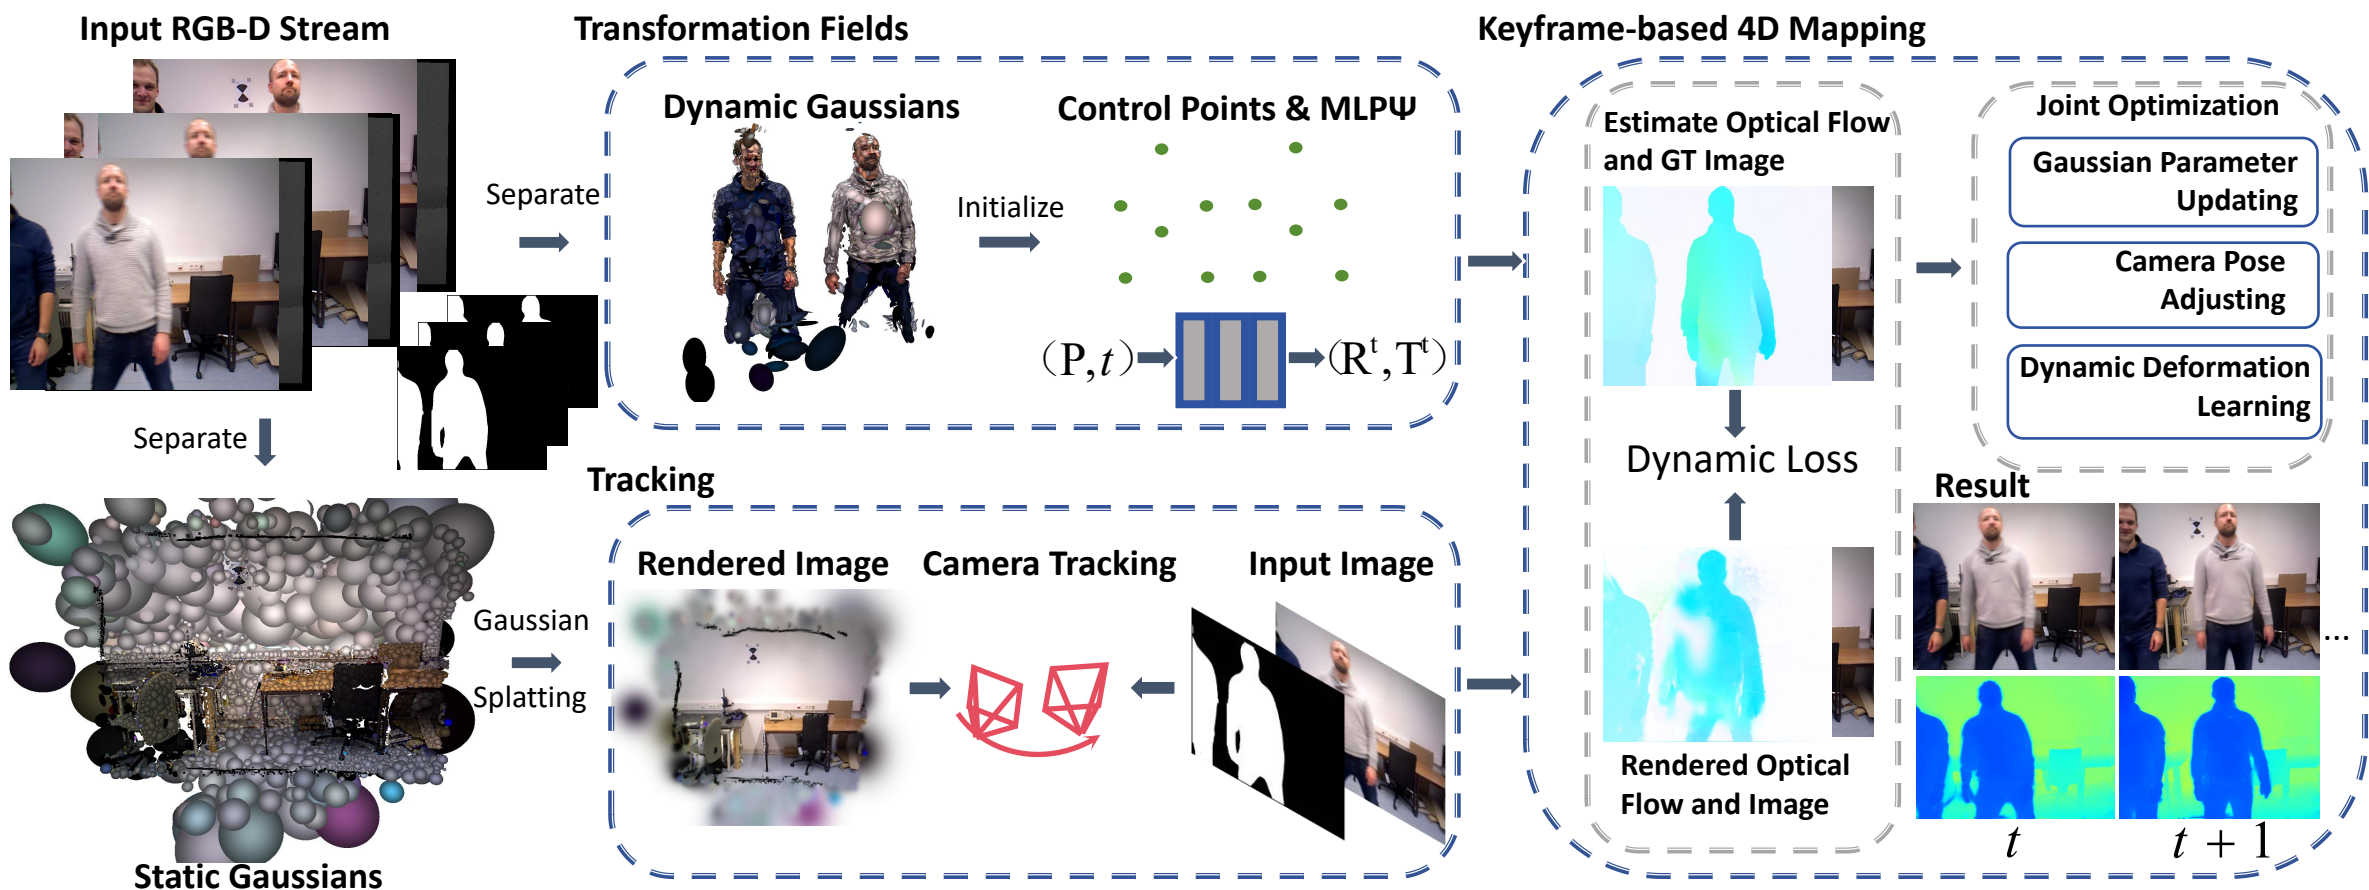 Input RGB-D Stream
Separate
Separate
Static Gaussians
Gaussian
Splatting
Transformation Fields
Dynamic Gaussians
Initialize
Control Points & MLPΨ
(P,t)
(Rᵗ,Tᵗ)
Tracking
Rendered Image
Camera Tracking
Input Image
Keyframe-based 4D Mapping
Estimate Optical Flow
and GT Image
Dynamic Loss
Rendered Optical
Flow and Image
Joint Optimization
Gaussian Parameter
Updating
Camera Pose
Adjusting
Dynamic Deformation
Learning
Result
...
t
t + 1